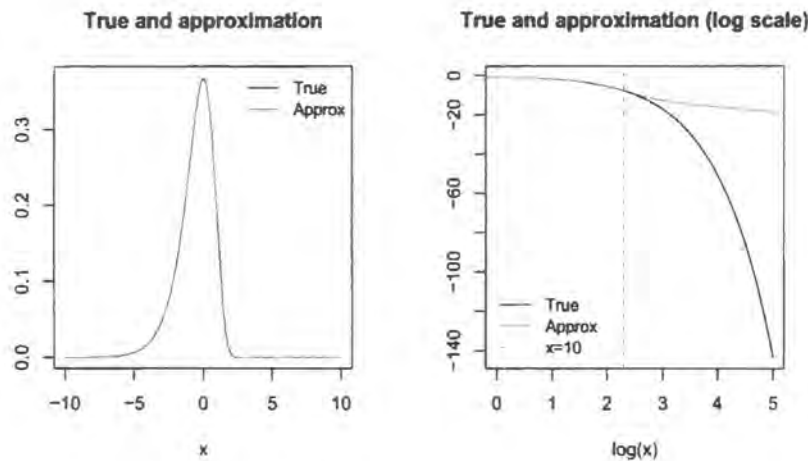 True and approximation
True
Approx
0.3
0.2
0.1
0.0
−10
−5
0
5
10
x
True and approximation (log scale)
0
−20
−60
−100
−140
True
Approx
x=10
0
1
2
3
4
5
log(x)